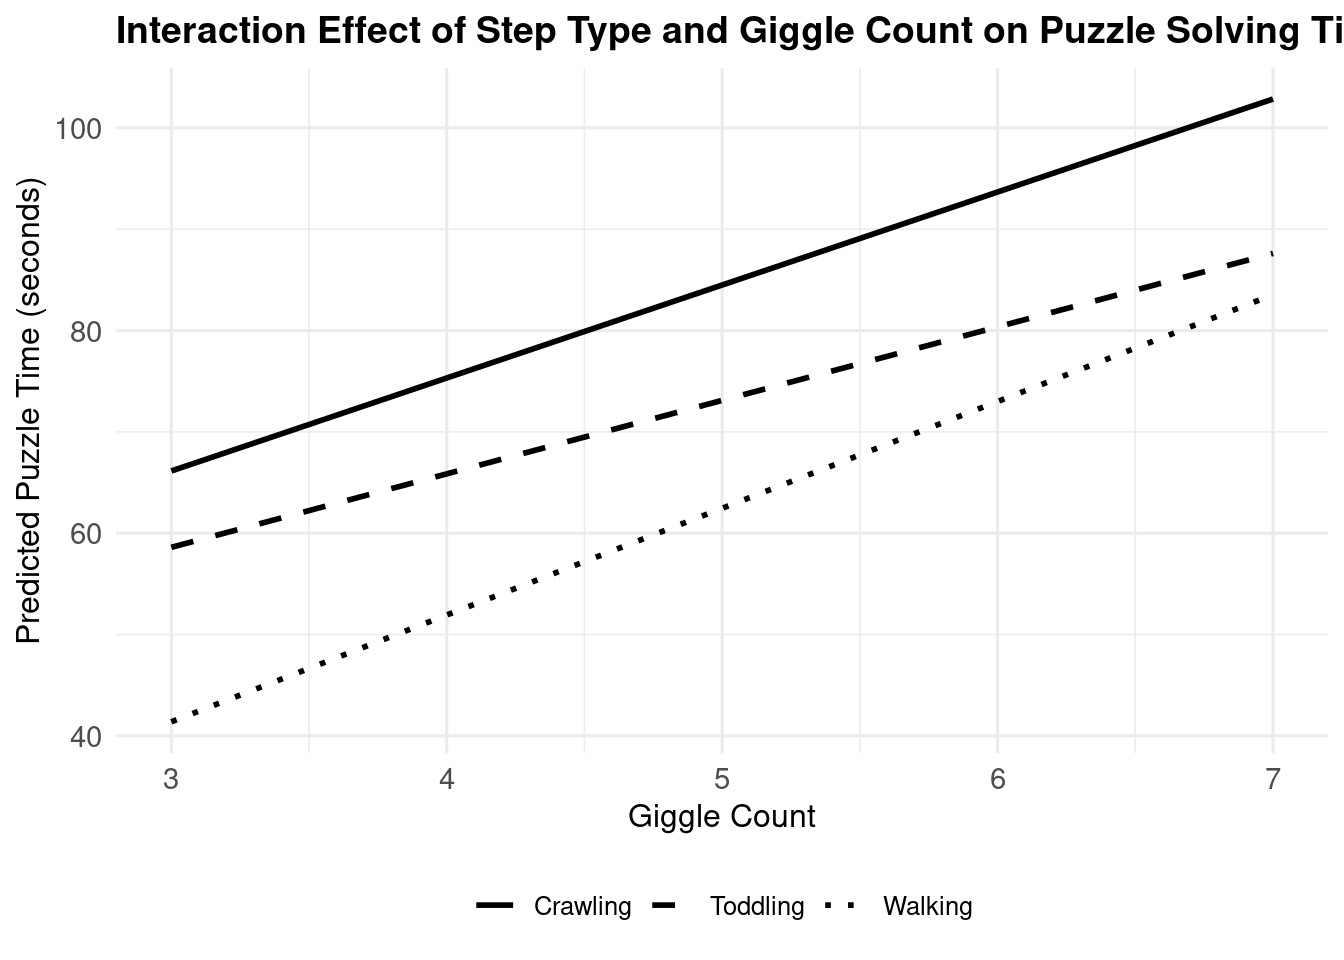 Interaction Effect of Step Type and Giggle Count on Puzzle Solving Ti
Predicted Puzzle Time (seconds)
100
80
60
40
3 4 5 6 7
Giggle Count
Crawling Toddling Walking